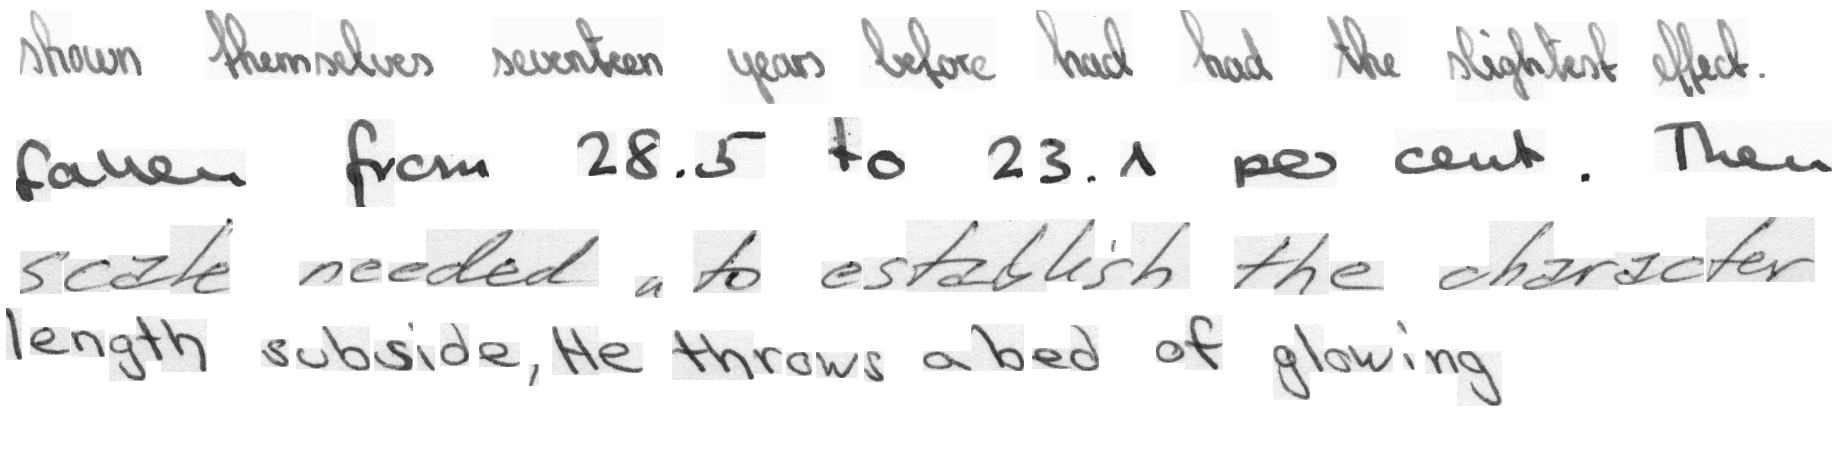 shown themselves seventeen years before had had the slightest effect.
fallen from 28.5 to 23.1 per cent. Then
scale needed " to establish the character
length subside, He throws a bed of glowing